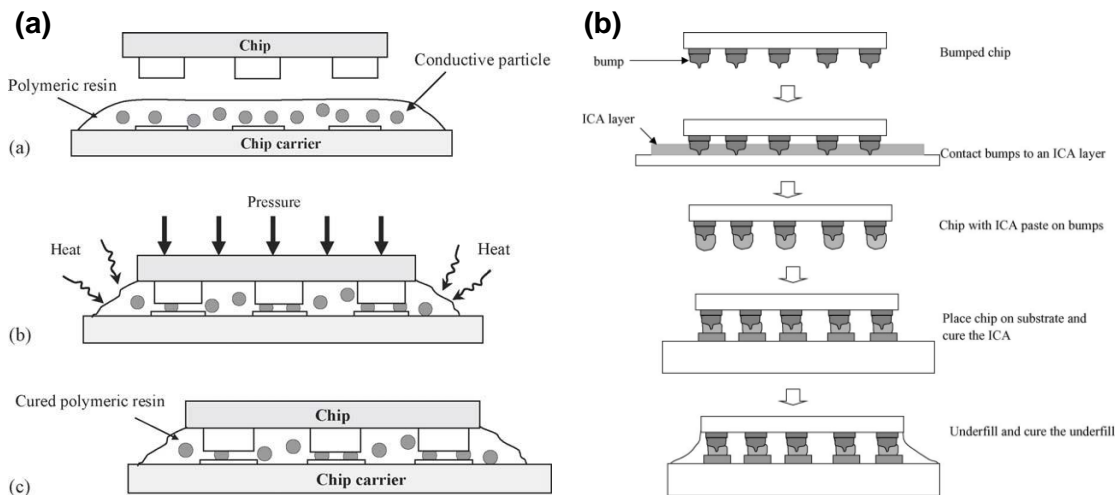 (a)
Chip
Conductive particle
Polymeric resin
Chip carrier
(a)
Pressure
Heat
Heat
(b)
Cured polymeric resin
Chip
Chip carrier
(c)
(b)
bump
Bumped chip
ICA layer
Contact bumps to an ICA layer
Chip with ICA paste on bumps
Place chip on substrate and
cure the ICA
Underfill and cure the underfill